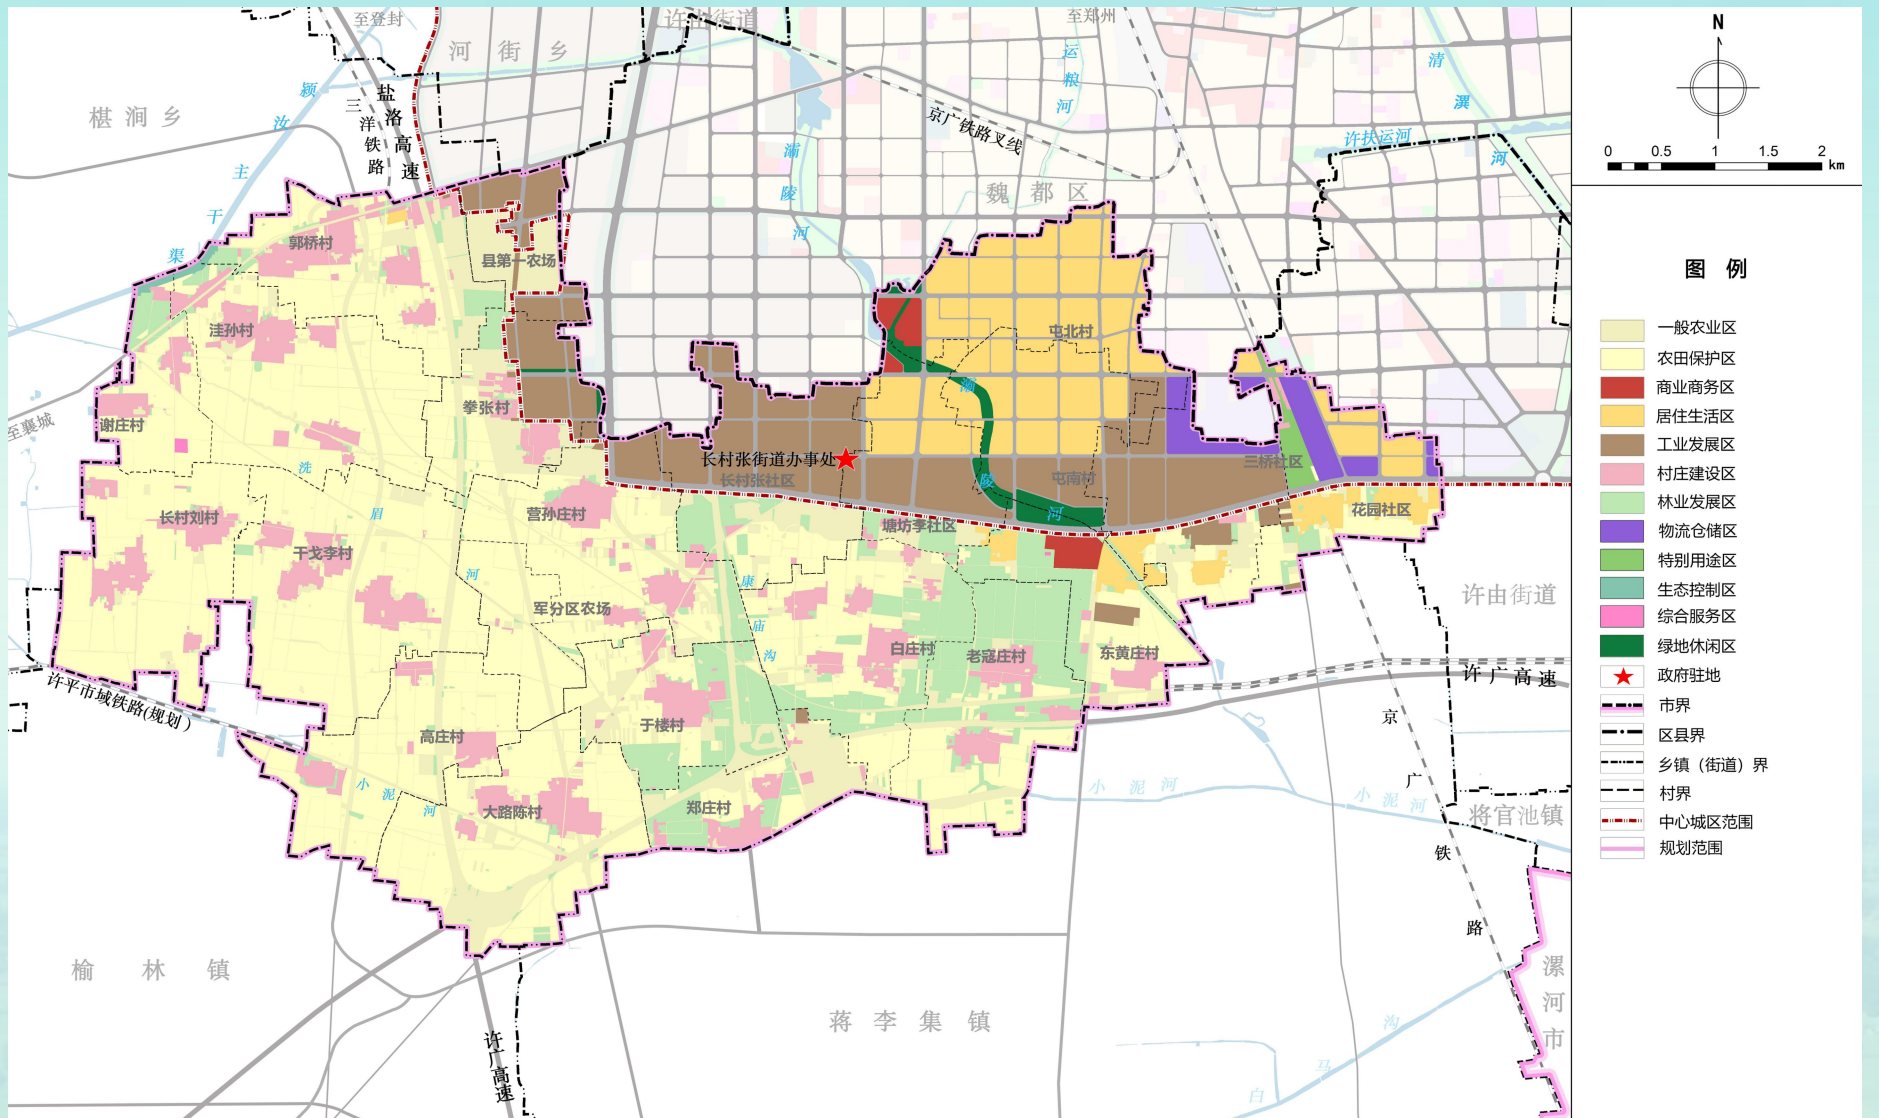 至登封
许由街道
至郑州
N
河街乡
运粮河
清潩河
椹涧乡
颍汝主干渠
盐洛高速
三洋铁路
京广铁路叉线
许扶运河
灞陵河
魏都区
0 0.5 1 1.5 2 km
郭桥村
县第一农场
图例
洼孙村
屯北村
一般农业区
农田保护区
商业商务区
居住生活区
工业发展区
村庄建设区
林业发展区
物流仓储区
特别用途区
生态控制区
综合服务区
绿地休闲区
政府驻地
市界
区县界
乡镇（街道）界
村界
中心城区范围
规划范围
至襄城
谢庄村
拳张村
灞陵河
长村张街道办事处
长村张社区
屯南村
三桥社区
洗眉河
长村刘村
营孙庄村
塘坊李社区
花园社区
干戈李村
军分区农场
康庙沟
许由街道
白庄村
老寇庄村
东黄庄村
许广高速
许平市域铁路(规划)
于楼村
高庄村
京广铁路
小泥河
小泥河
小泥河
大路陈村
郑庄村
将官池镇
榆林镇
漯河市
蒋李集镇
许广高速
白马沟